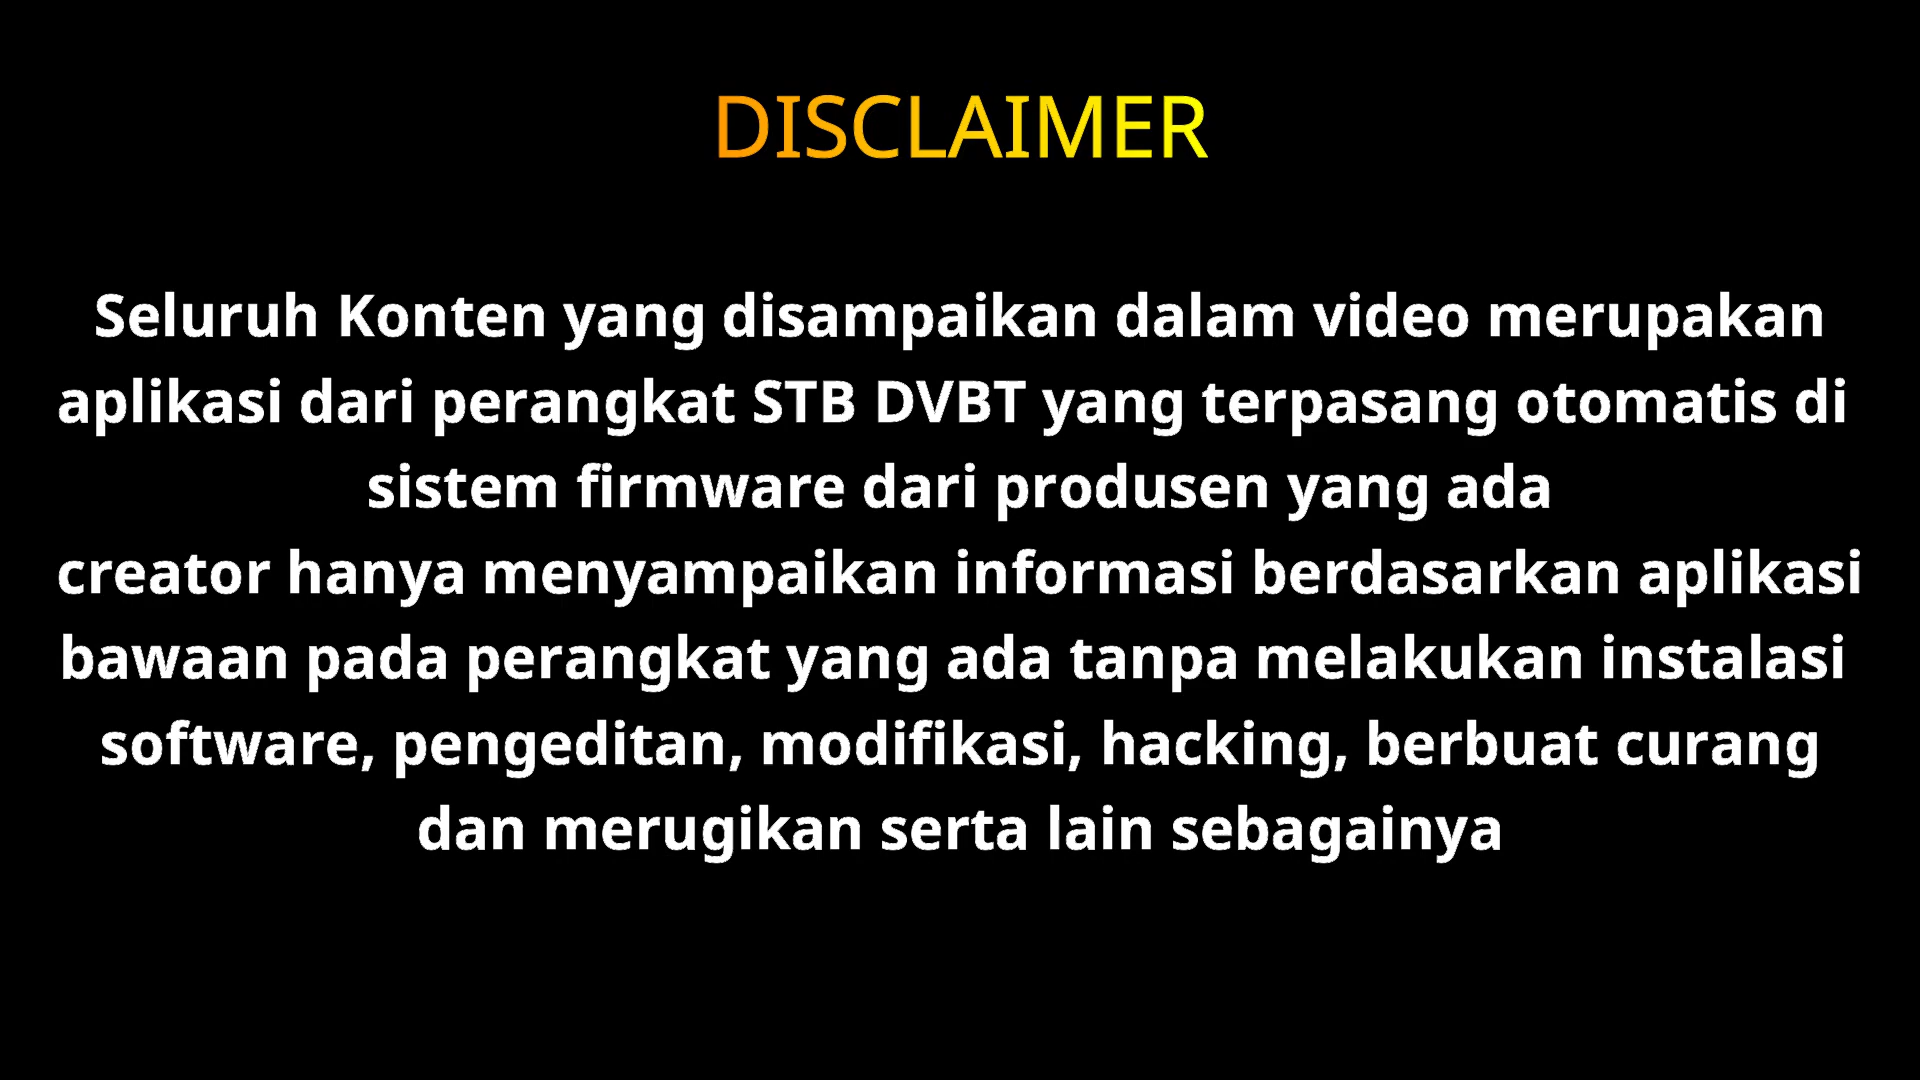 DISCLAIMER
Seluruh Konten yang disampaikan dalam video merupakan
aplikasi dari perangkat STB DVBT yang terpasang otomatis di
sistem firmware dari produsen yang ada
creator hanya menyampaikan informasi berdasarkan aplikasi
bawaan pada perangkat yang ada tanpa melakukan instalasi
software, pengeditan, modifikasi, hacking, berbuat curang
dan merugikan serta lain sebagainya